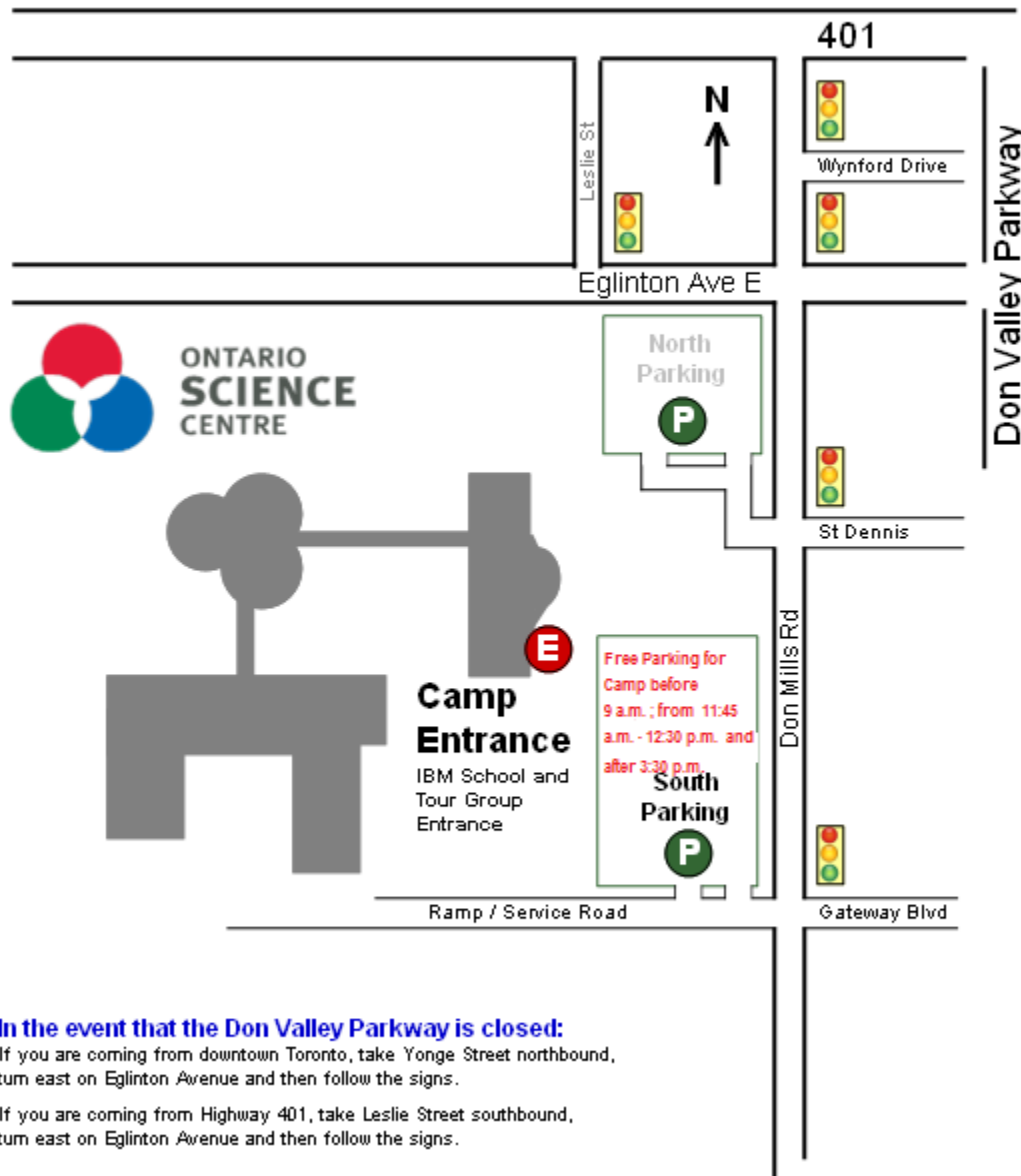 401
N
Leslie St
Wynford Drive
Don Valley Parkway
Eglinton Ave E
ONTARIO
SCIENCE
CENTRE
North
Parking
P
St Dennis
Don Mills Rd
E
Camp
Entrance
IBM School and
Tour Group
Entrance
Free Parking for
Camp before
9 a.m. ; from 11:45
a.m. - 12:30 p.m. and
after 3:30 p.m.
South
Parking
P
Ramp / Service Road
Gateway Blvd
In the event that the Don Valley Parkway is closed:
If you are coming from downtown Toronto, take Yonge Street northbound,
turn east on Eglinton Avenue and then follow the signs.
If you are coming from Highway 401, take Leslie Street southbound,
turn east on Eglinton Avenue and then follow the signs.